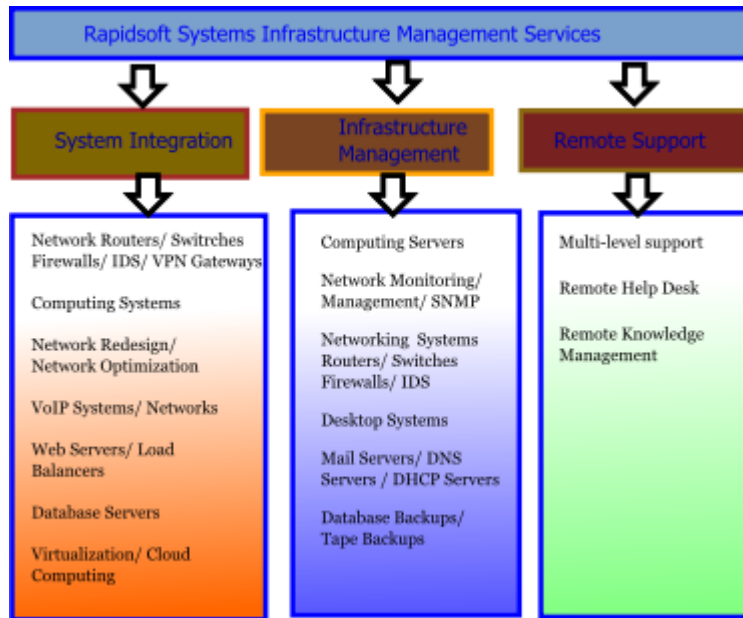 Rapidsoft Systems Infrastructure Management Services
System Integration
Infrastructure
Management
Remote Support
Network Routers/ Switrches
Firewalls/ IDS/ VPN Gateways
Computing Systems
Network Redesign/
Network Optimization
VoIP Systems/ Networks
Web Servers/ Load
Balancers
Database Servers
Virtualization/ Cloud
Computing
Computing Servers
Network Monitoring/
Management/ SNMP
Networking Systems
Routers/ Switches
Firewalls/ IDS
Desktop Systems
Mail Servers/ DNS
Servers / DHCP Servers
Database Backups/
Tape Backups
Multi-level support
Remote Help Desk
Remote Knowledge
Management